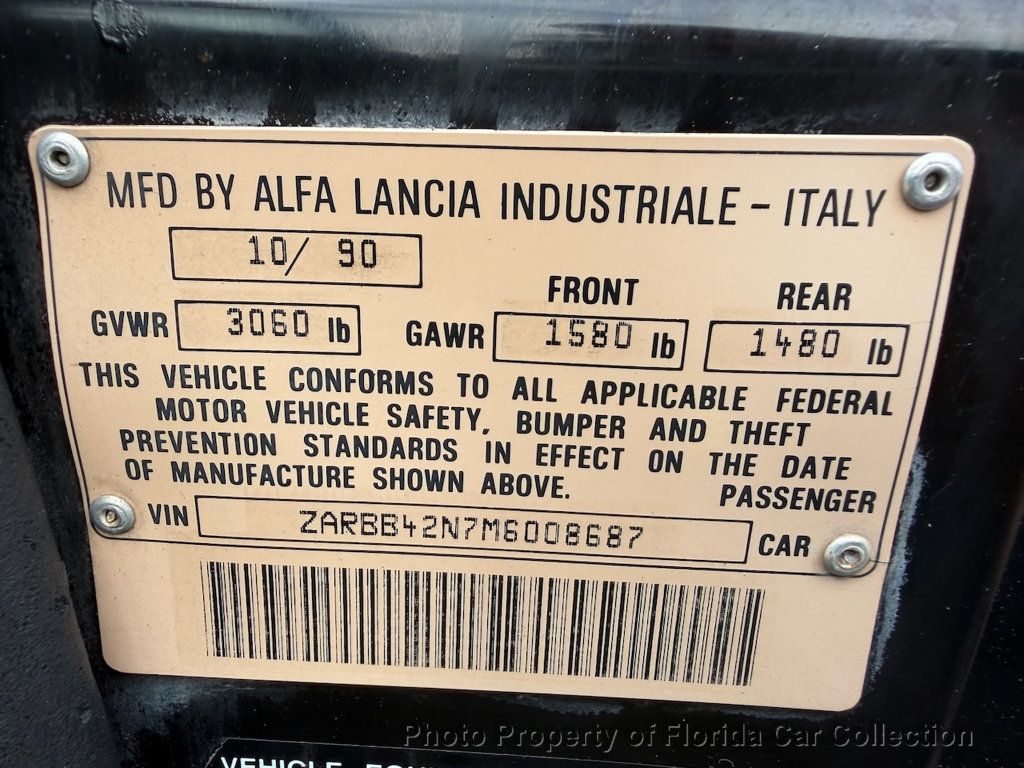 MFD BY ALFA LANCIA INDUSTRIALE - ITALY
10/ 90
FRONT REAR
GVWR 3060 lb GAWR 1580 lb 1480 lb
THIS VEHICLE CONFORMS TO ALL APPLICABLE FEDERAL
MOTOR VEHICLE SAFETY, BUMPER AND THEFT
PREVENTION STANDARDS IN EFFECT ON THE DATE
OF MANUFACTURE SHOWN ABOVE. PASSENGER
VIN ZARBB42N7M6008687 CAR
Photo Property of Florida Car Collection
VEHICLE